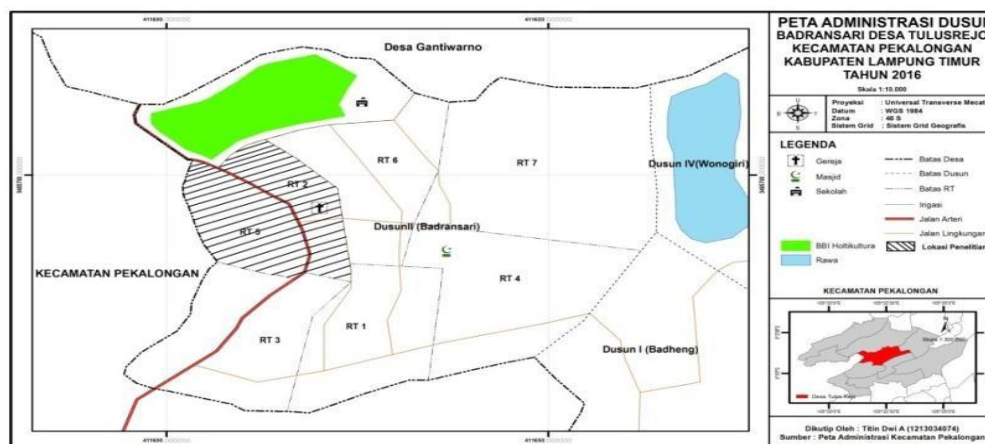 Desa Gantiwarno
RT 6
RT 7
RT 2
Dusun IV(Wonogiri)
DusunII (Badransari)
RT 5
KECAMATAN PEKALONGAN
RT 4
RT 1
RT 3
Dusun I (Badheng)
PETA ADMINISTRASI DUSUN
BADRANSARI DESA TULUSREJO
KECAMATAN PEKALONGAN
KABUPATEN LAMPUNG TIMUR
TAHUN 2016
Skala 1:10.000
Proyeksi : Universal Transverse Mecator
Datum : WGS 1984
Zona : 48 S
Sistem Grid : Sistem Grid Geografis
LEGENDA
Gereja
Masjid
Sekolah
BBI Holtikultura
Rawa
Batas Desa
Batas Dusun
Batas RT
Irigasi
Jalan Arteri
Jalan Lingkungan
Lokasi Penelitian
KECAMATAN PEKALONGAN
N
Desa Tulus Rejo
Dikutip Oleh : Titin Dwi A (1213034074)
Sumber : Peta Administrasi Kecamatan Pekalongan